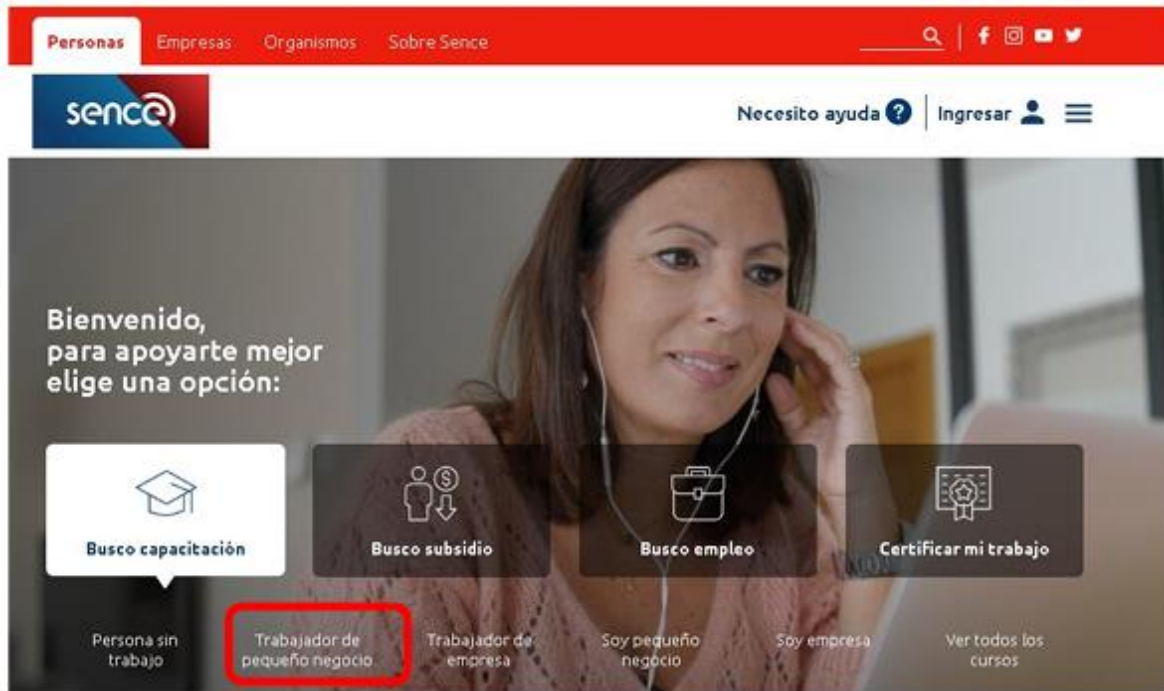 Personas Empresas Organismos Sobre Sence
sence
Necesito ayuda ? Ingresar
Bienvenido,
para apoyarte mejor
elige una opción:
Busco capacitación Busco subsidio Busco empleo Certificar mi trabajo
Persona sin trabajo
Trabajador de pequeño negocio
Trabajador de empresa
Soy pequeño negocio
Soy empresa
Ver todos los cursos